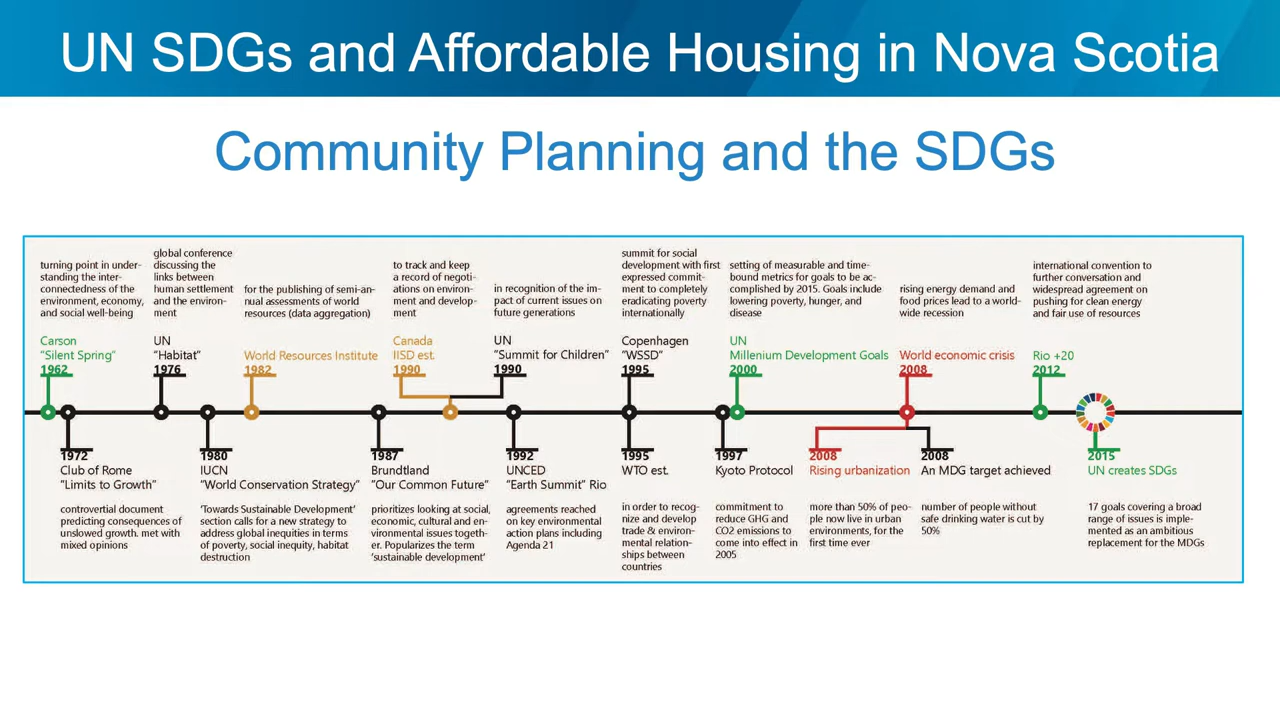 UN SDGs and Affordable Housing in Nova Scotia
Community Planning and the SDGs
turning point in under-
standing the inter-
connectedness of the
environment, economy,
and social well-being
Carson
"Silent Spring"
1962
global conference
discussing the
links between
human settlement
and the environ-
ment
UN
"Habitat"
1976
for the publishing of semi-an-
nual assessments of world
resources (data aggregation)
World Resources Institute
1982
to track and keep
a record of negoti-
ations on environ-
ment and develop-
ment
Canada
IISD est.
1990
in recognition of the im-
pact of current issues on
future generations
UN
"Summit for Children"
1990
summit for social
development with first
expressed commit-
ment to completely
eradicating poverty
internationally
Copenhagen
"WSSD"
1995
setting of measurable and time-
bound metrics for goals to be ac-
complished by 2015. Goals include
lowering poverty, hunger, and
disease
UN
Millenium Development Goals
2000
rising energy demand and
food prices lead to a world-
wide recession
World economic crisis
2008
international convention to
further conversation and
widespread agreement on
pushing for clean energy
and fair use of resources
Rio +20
2012
1972
Club of Rome
"Limits to Growth"
controvertial document
predicting consequences of
unslowed growth. met with
mixed opinions
1980
IUCN
"World Conservation Strategy"
'Towards Sustainable Development'
section calls for a new strategy to
address global inequities in terms
of poverty, social inequity, habitat
destruction
1987
Brundtland
"Our Common Future"
prioritizes looking at social,
economic, cultural and en-
vironmental issues togeth-
er. Popularizes the term
'sustainable development'
1992
UNCED
"Earth Summit" Rio
agreements reached
on key environmental
action plans including
Agenda 21
1995
WTO est.
in order to recog-
nize and develop
trade & environ-
mental relation-
ships between
countries
1997
Kyoto Protocol
commitment to
reduce GHG and
CO2 emissions to
come into effect in
2005
2008
Rising urbanization
more than 50% of peo-
ple now live in urban
environments, for the
first time ever
2008
An MDG target achieved
number of people without
safe drinking water is cut by
50%
2015
UN creates SDGs
17 goals covering a broad
range of issues is imple-
mented as an ambitious
replacement for the MDGs